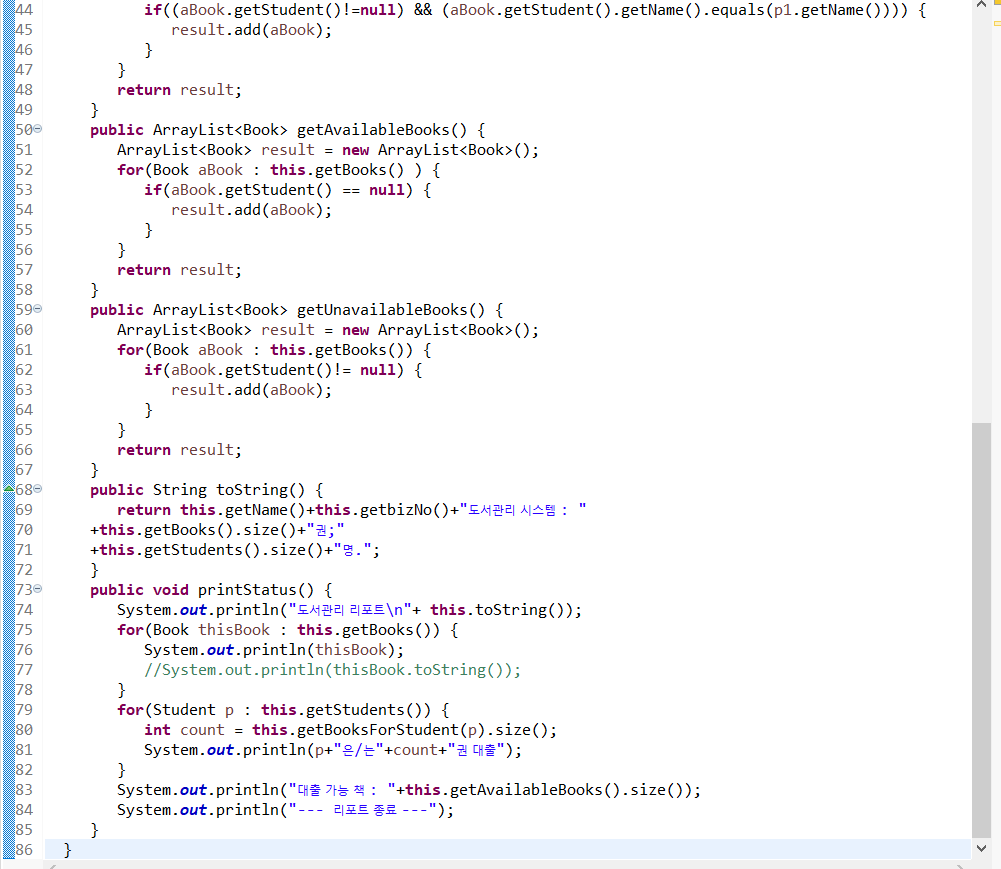 44 if((aBook.getStudent()!=null) && (aBook.getStudent().getName().equals(p1.getName()))) {
45 result.add(aBook);
46 }
47 }
48 return result;
49 }
50 public ArrayList<Book> getAvailableBooks() {
51 ArrayList<Book> result = new ArrayList<Book>();
52 for(Book aBook : this.getBooks() ) {
53 if(aBook.getStudent() == null) {
54 result.add(aBook);
55 }
56 }
57 return result;
58 }
59 public ArrayList<Book> getUnavailableBooks() {
60 ArrayList<Book> result = new ArrayList<Book>();
61 for(Book aBook : this.getBooks()) {
62 if(aBook.getStudent()!= null) {
63 result.add(aBook);
64 }
65 }
66 return result;
67 }
68 public String toString() {
69 return this.getName()+this.getbizNo()+"도서관리 시스템 : "
70 +this.getBooks().size()+"권;"
71 +this.getStudents().size()+"명.";
72 }
73 public void printStatus() {
74 System.out.println("도서관리 리포트\n"+ this.toString());
75 for(Book thisBook : this.getBooks()) {
76 System.out.println(thisBook);
77 //System.out.println(thisBook.toString());
78 }
79 for(Student p : this.getStudents()) {
80 int count = this.getBooksForStudent(p).size();
81 System.out.println(p+"은/는"+count+"권 대출");
82 }
83 System.out.println("대출 가능 책 : "+this.getAvailableBooks().size());
84 System.out.println("--- 리포트 종료 ---");
85 }
86 }